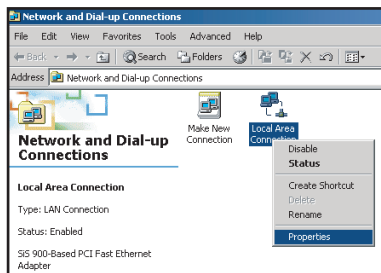 Network and Dial-up Connections
File Edit View Favorites Tools Advanced Help
Back Search Folders
Address Network and Dial-up Connections
Network and Dial-up Connections
Make New Connection
Local Area Connection
Local Area Connection
Type: LAN Connection
Status: Enabled
SiS 900-Based PCI Fast Ethernet Adapter
Disable
Status
Create Shortcut
Delete
Rename
Properties